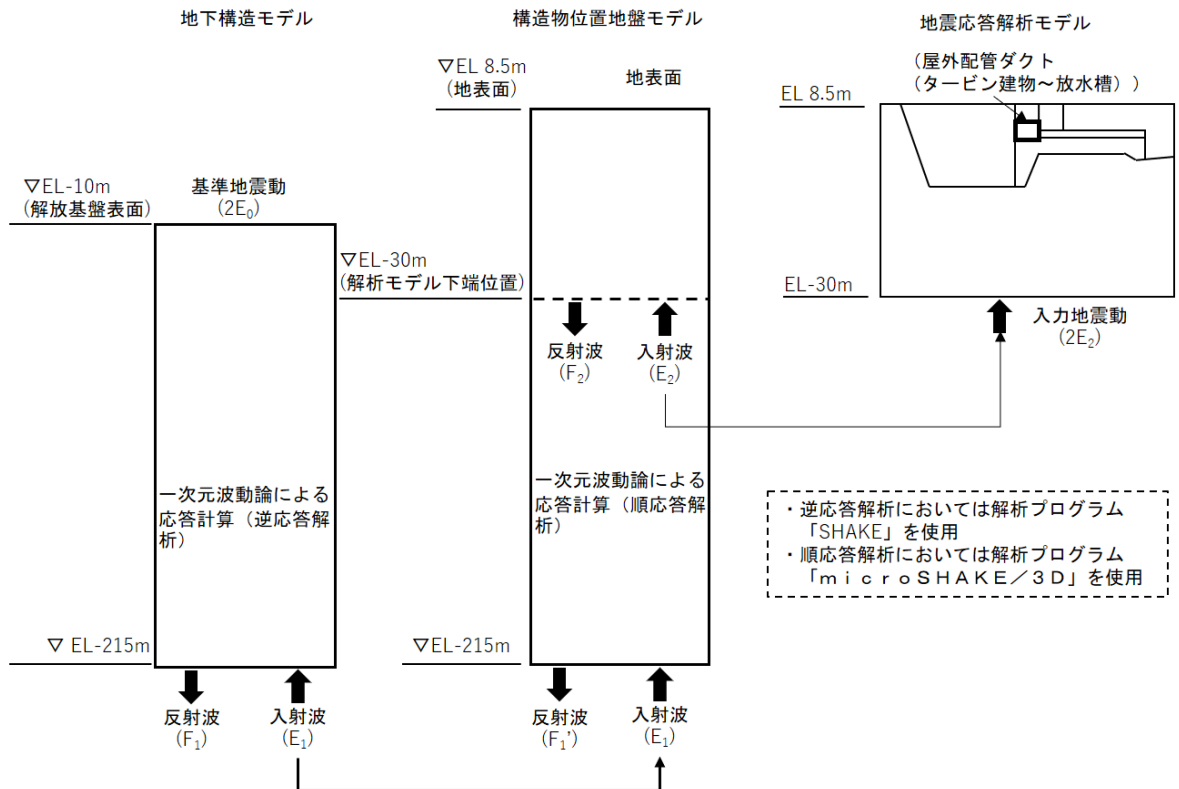 地下構造モデル
▽EL-10m
(解放基盤表面)
基準地震動
(2E₀)
一次元波動論による
応答計算（逆応答解
析）
▽ EL-215m
反射波
(F₁)
入射波
(E₁)
構造物位置地盤モデル
▽EL 8.5m
(地表面)
地表面
▽EL-30m
(解析モデル下端位置)
反射波
(F₂)
入射波
(E₂)
一次元波動論による
応答計算（順応答解
析）
▽EL-215m
反射波
(F₁')
入射波
(E₁)
地震応答解析モデル
(屋外配管ダクト
(タービン建物～放水槽））
EL 8.5m
EL-30m
入力地震動
(2E₂)
・逆応答解析においては解析プログラム
「SHAKE」を使用
・順応答解析においては解析プログラム
「ｍｉｃｒｏSHAKE／３Ｄ」を使用